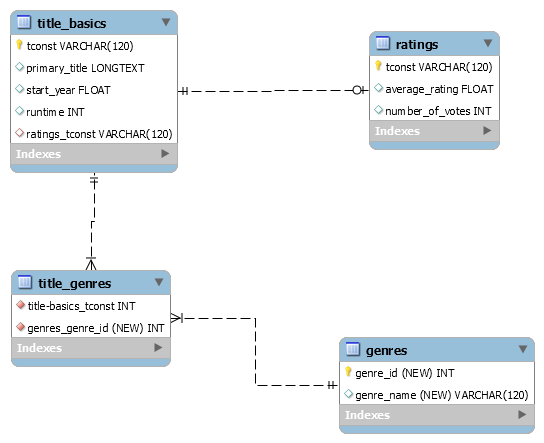 title_basics
tconst VARCHAR(120)
primary_title LONGTEXT
start_year FLOAT
runtime INT
ratings_tconst VARCHAR(120)
Indexes
ratings
tconst VARCHAR(120)
average_rating FLOAT
number_of_votes INT
Indexes
title_genres
title-basics_tconst INT
genres_genre_id (NEW) INT
Indexes
genres
genre_id (NEW) INT
genre_name (NEW) VARCHAR(120)
Indexes